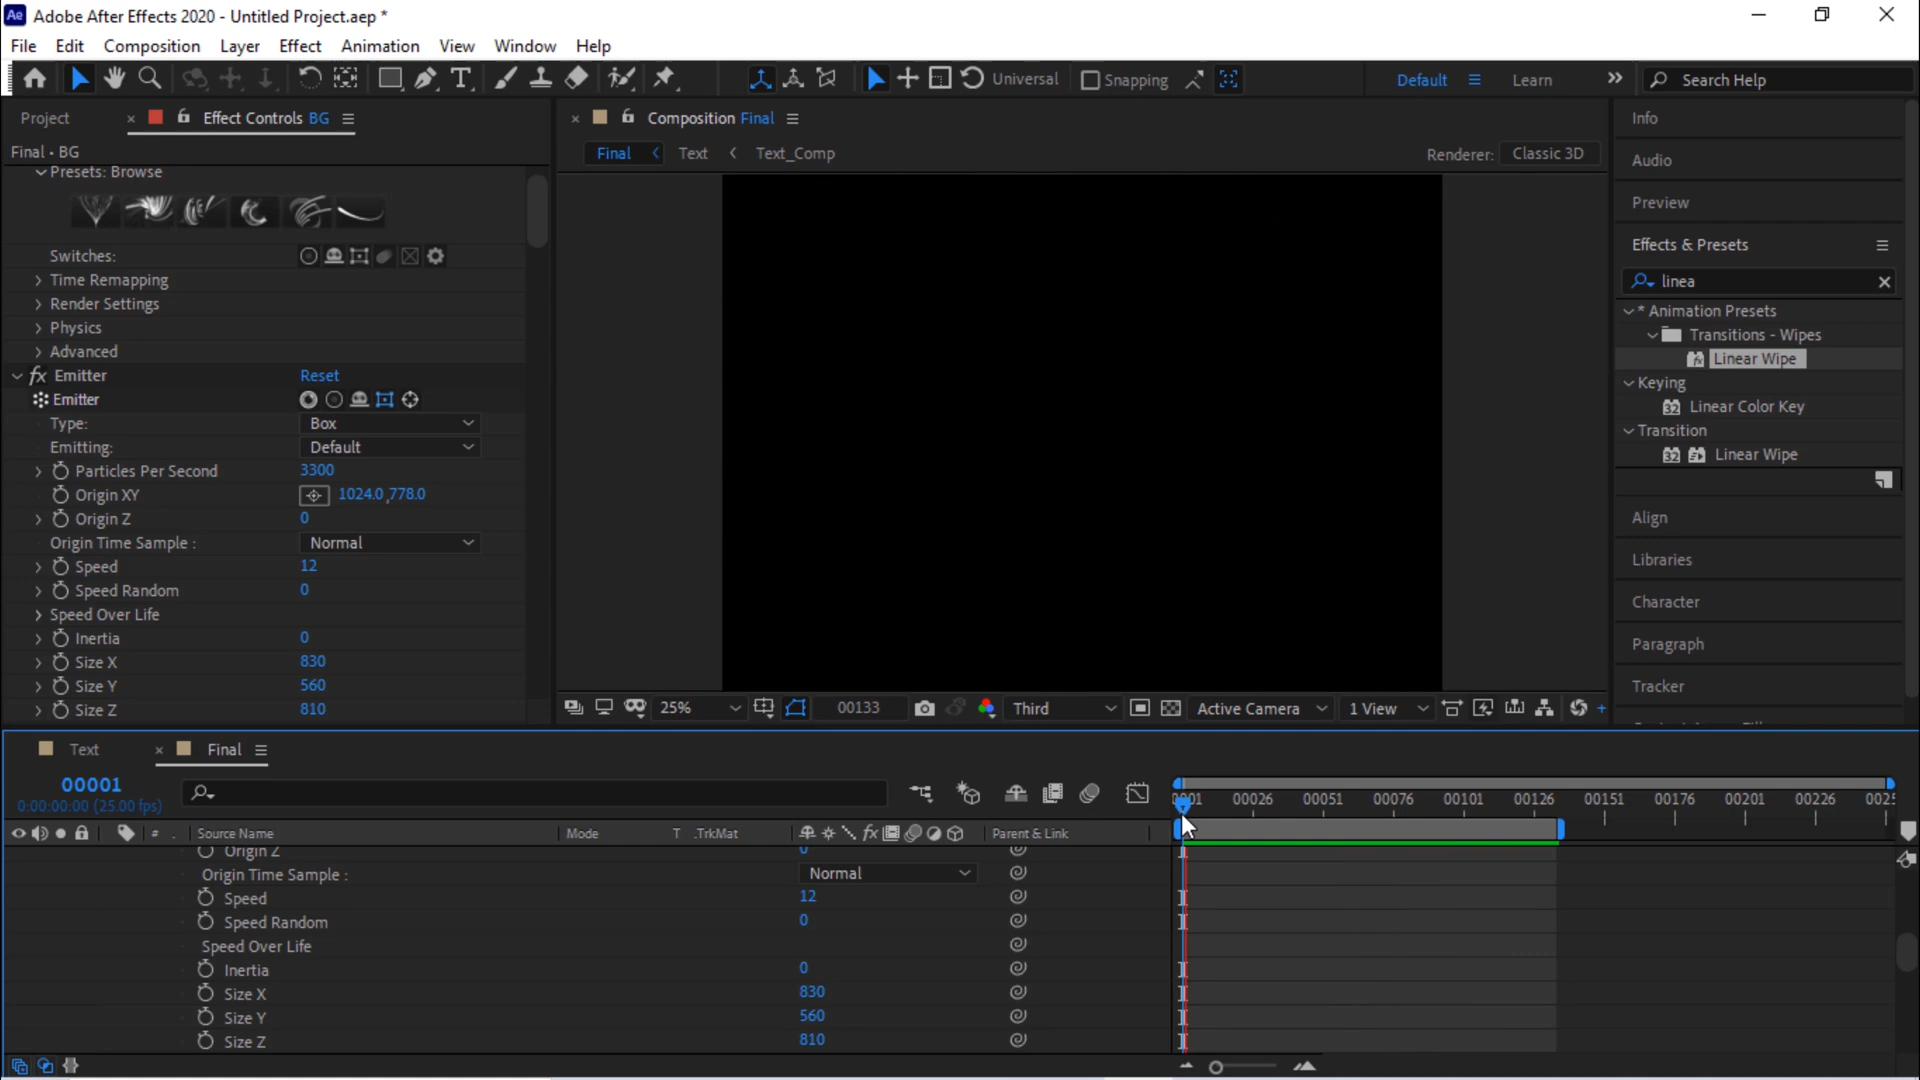 Ae Adobe After Effects 2020 - Untitled Project.aep *
File Edit Composition Layer Effect Animation View Window Help
Universal Snapping Default Learn Search Help
Project Effect Controls BG
Final • BG
Presets: Browse
Switches:
Time Remapping
Render Settings
Physics
Advanced
fx Emitter Reset
Emitter
Type: Box
Emitting: Default
Particles Per Second 3300
Origin XY 1024.0,778.0
Origin Z 0
Origin Time Sample : Normal
Speed 12
Speed Random 0
Speed Over Life
Inertia 0
Size X 830
Size Y 560
Size Z 810
Composition Final
Final Text Text_Comp
Renderer: Classic 3D
25% 00133 Third Active Camera 1 View
Info
Audio
Preview
Effects & Presets
linea
* Animation Presets
Transitions - Wipes
Linear Wipe
Keying
32 Linear Color Key
Transition
32 Linear Wipe
Align
Libraries
Character
Paragraph
Tracker
Text Final
00001
0:00:00:00 (25.00 fps)
0001 00026 00051 00076 00101 00126 00151 00176 00201 00226 0025
# . Source Name Mode T .TrkMat fx Parent & Link
Origin Z 0
Origin Time Sample : Normal
Speed 12
Speed Random 0
Speed Over Life
Inertia 0
Size X 830
Size Y 560
Size Z 810